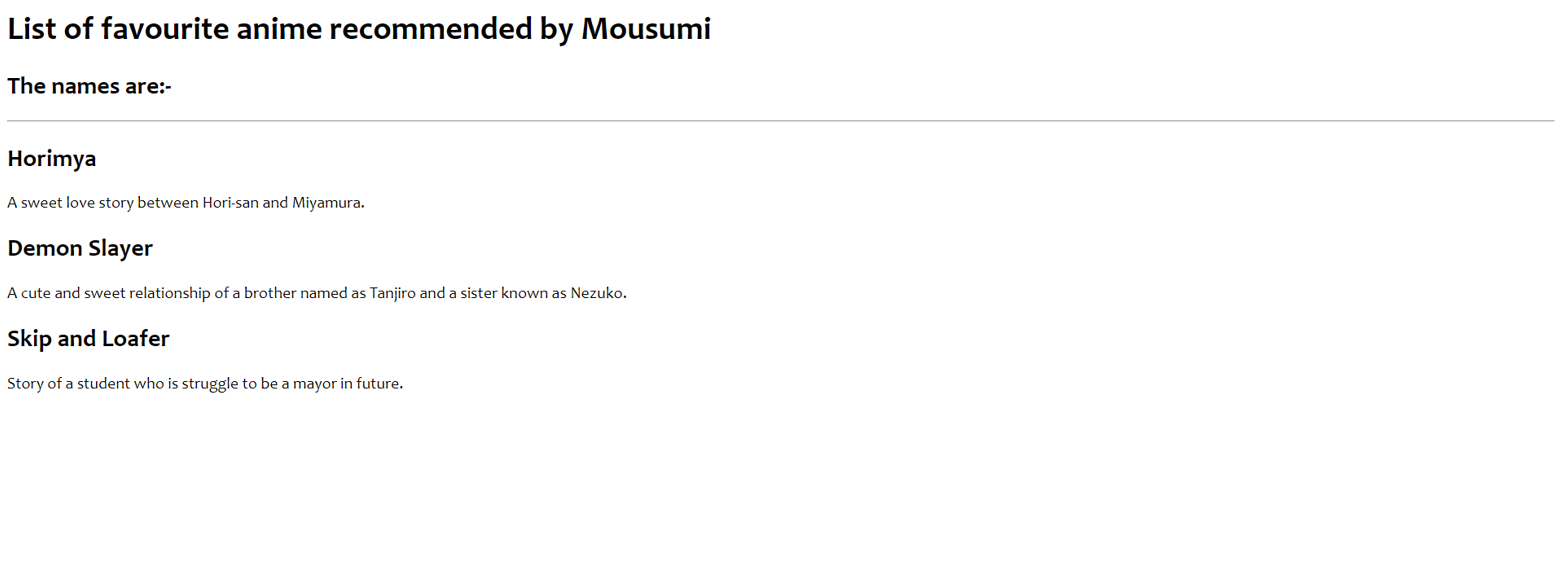 List of favourite anime recommended by Mousumi
The names are:-
Horimya
A sweet love story between Hori-san and Miyamura.
Demon Slayer
A cute and sweet relationship of a brother named as Tanjiro and a sister known as Nezuko.
Skip and Loafer
Story of a student who is struggle to be a mayor in future.